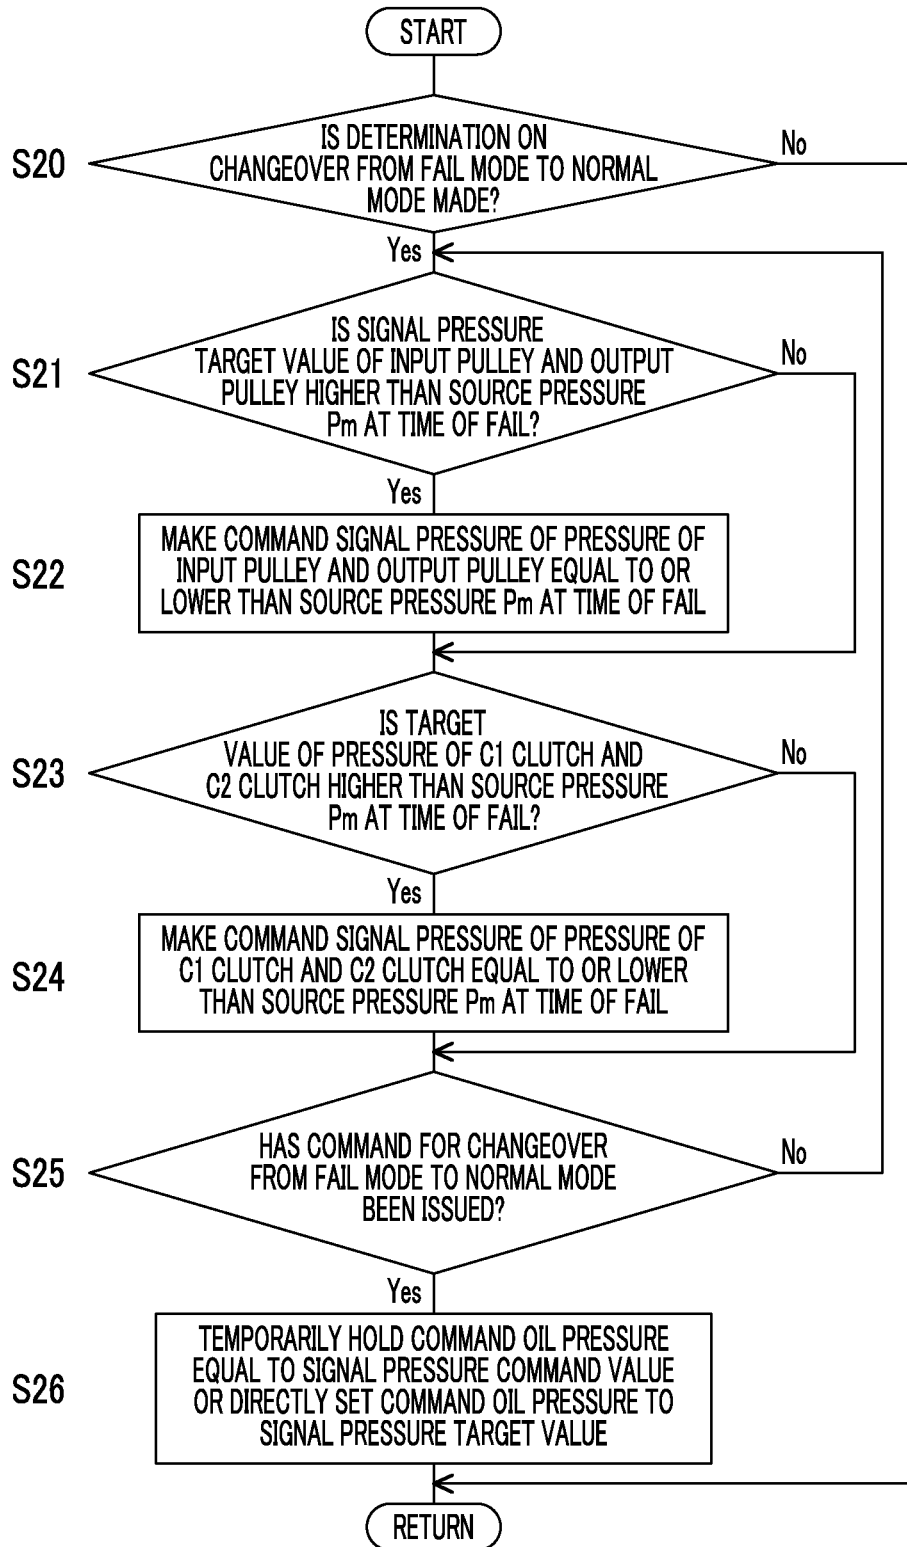 START
S20
IS DETERMINATION ON
CHANGEOVER FROM FAIL MODE TO NORMAL
MODE MADE?
No
Yes
S21
IS SIGNAL PRESSURE
TARGET VALUE OF INPUT PULLEY AND OUTPUT
PULLEY HIGHER THAN SOURCE PRESSURE
Pm AT TIME OF FAIL?
No
Yes
S22
MAKE COMMAND SIGNAL PRESSURE OF PRESSURE OF
INPUT PULLEY AND OUTPUT PULLEY EQUAL TO OR
LOWER THAN SOURCE PRESSURE Pm AT TIME OF FAIL
S23
IS TARGET
VALUE OF PRESSURE OF C1 CLUTCH AND
C2 CLUTCH HIGHER THAN SOURCE PRESSURE
Pm AT TIME OF FAIL?
No
Yes
S24
MAKE COMMAND SIGNAL PRESSURE OF PRESSURE OF
C1 CLUTCH AND C2 CLUTCH EQUAL TO OR LOWER
THAN SOURCE PRESSURE Pm AT TIME OF FAIL
S25
HAS COMMAND FOR CHANGEOVER
FROM FAIL MODE TO NORMAL MODE
BEEN ISSUED?
No
Yes
S26
TEMPORARILY HOLD COMMAND OIL PRESSURE
EQUAL TO SIGNAL PRESSURE COMMAND VALUE
OR DIRECTLY SET COMMAND OIL PRESSURE TO
SIGNAL PRESSURE TARGET VALUE
RETURN